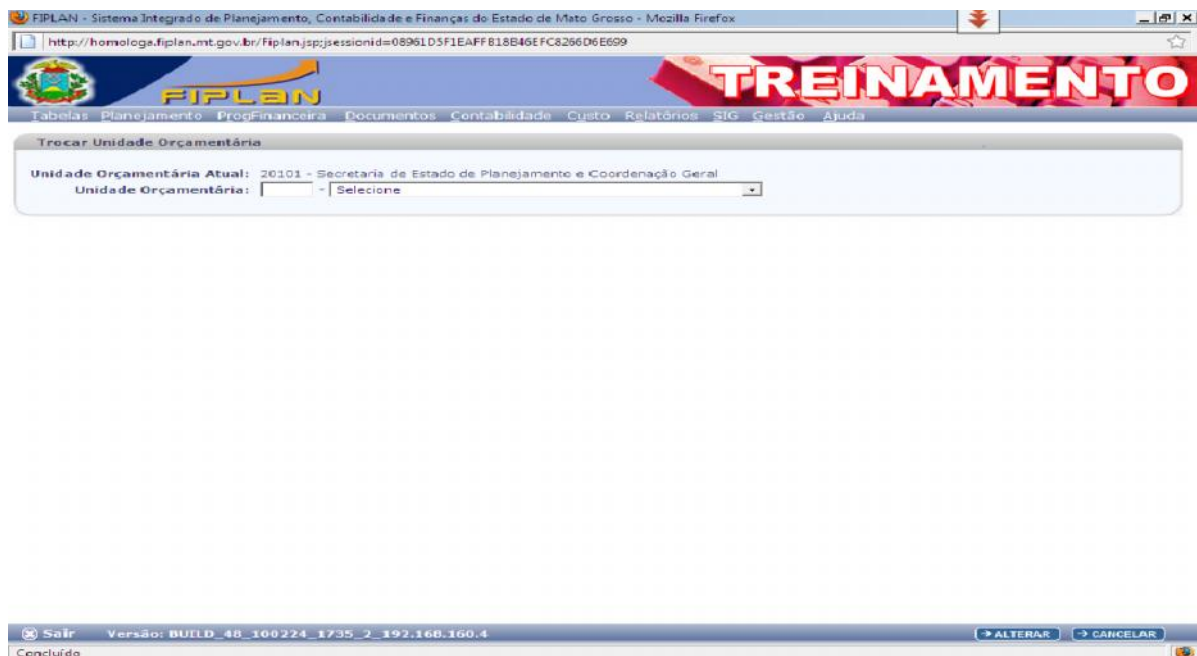 FIPLAN - Sistema Integrado de Planejamento, Contabilidade e Finanças do Estado de Mato Grosso - Mozilla Firefox
http://homologa.fiplan.mt.gov.br/Fiplan.jsp;jsessionid=08961D5F1EAFFB18B46EFC8266D6E699
FIPLAN
TREINAMENTO
Tabelas Planejamento ProgFinanceira Documentos Contabilidade Custo Relatórios SIG Gestão Ajuda
Trocar Unidade Orçamentária
Unidade Orçamentária Atual: 20101 - Secretaria de Estado de Planejamento e Coordenação Geral
Unidade Orçamentária: - Selecione
Sair Versão: BUILD_48_100224_1735_2_192.168.160.4 ALTERAR CANCELAR
Concluído